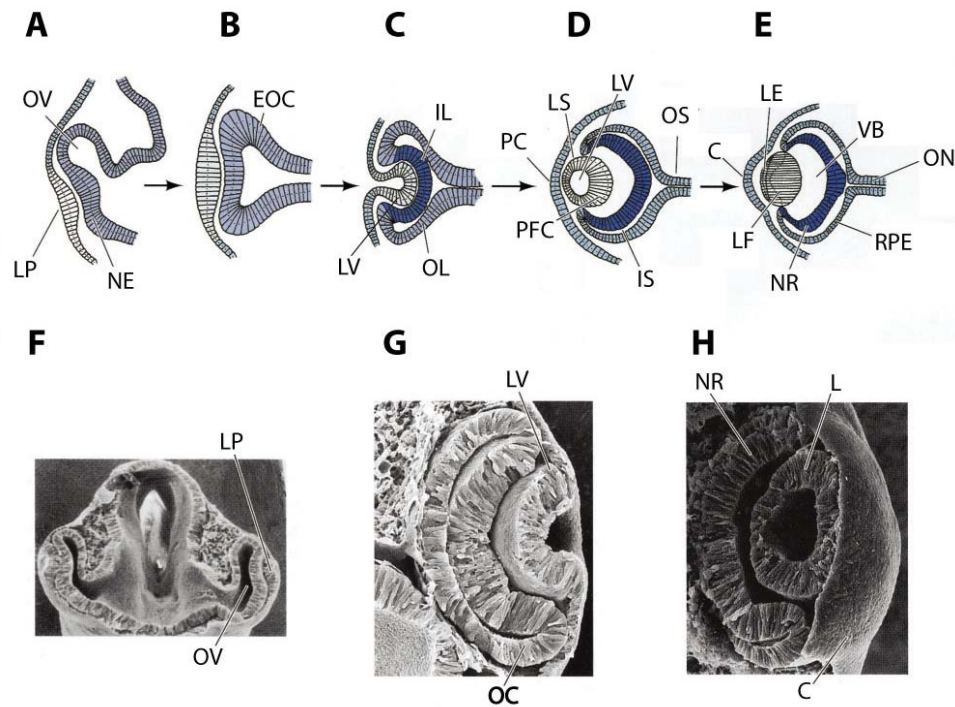 A B C D E
OV
LP
NE
EOC
IL
LV
OL
LS
LV
OS
PC
PFC
IS
LE
VB
C
ON
LF
NR
RPE
F G H
LP
OV
LV
OC
NR
L
C